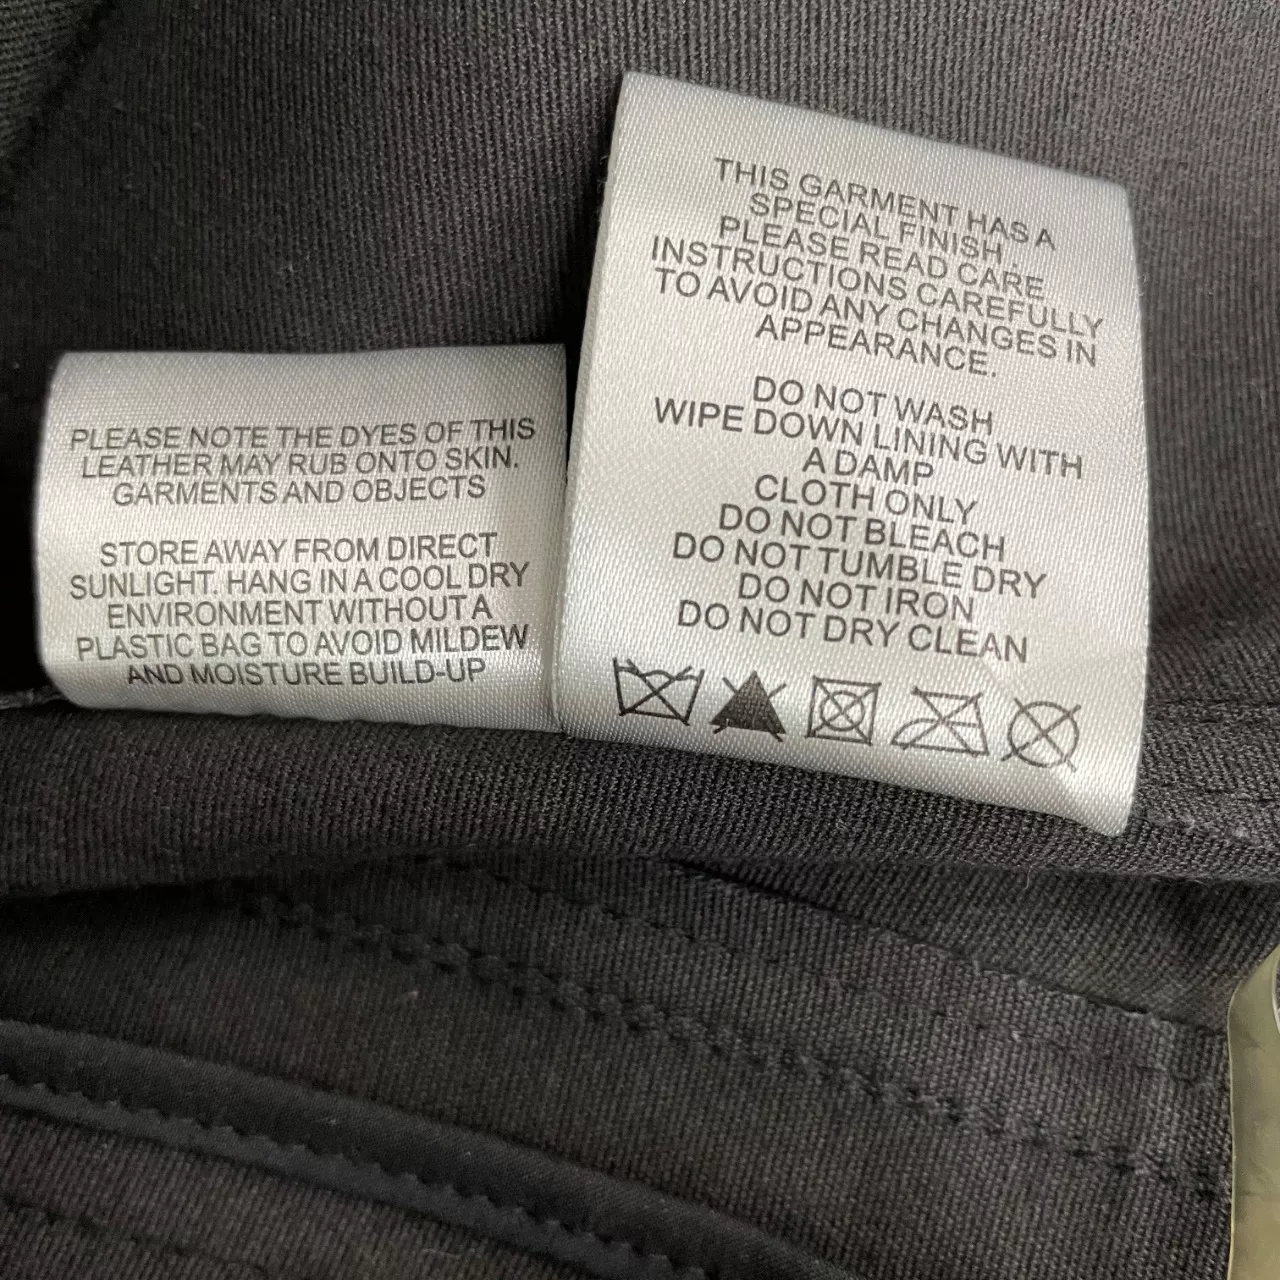 PLEASE NOTE THE DYES OF THIS
LEATHER MAY RUB ONTO SKIN.
GARMENTS AND OBJECTS
STORE AWAY FROM DIRECT
SUNLIGHT. HANG IN A COOL DRY
ENVIRONMENT WITHOUT A
PLASTIC BAG TO AVOID MILDEW
AND MOISTURE BUILD-UP
THIS GARMENT HAS A
SPECIAL FINISH.
PLEASE READ CARE
INSTRUCTIONS CAREFULLY
TO AVOID ANY CHANGES IN
APPEARANCE.
DO NOT WASH
WIPE DOWN LINING WITH
A DAMP
CLOTH ONLY
DO NOT BLEACH
DO NOT TUMBLE DRY
DO NOT IRON
DO NOT DRY CLEAN